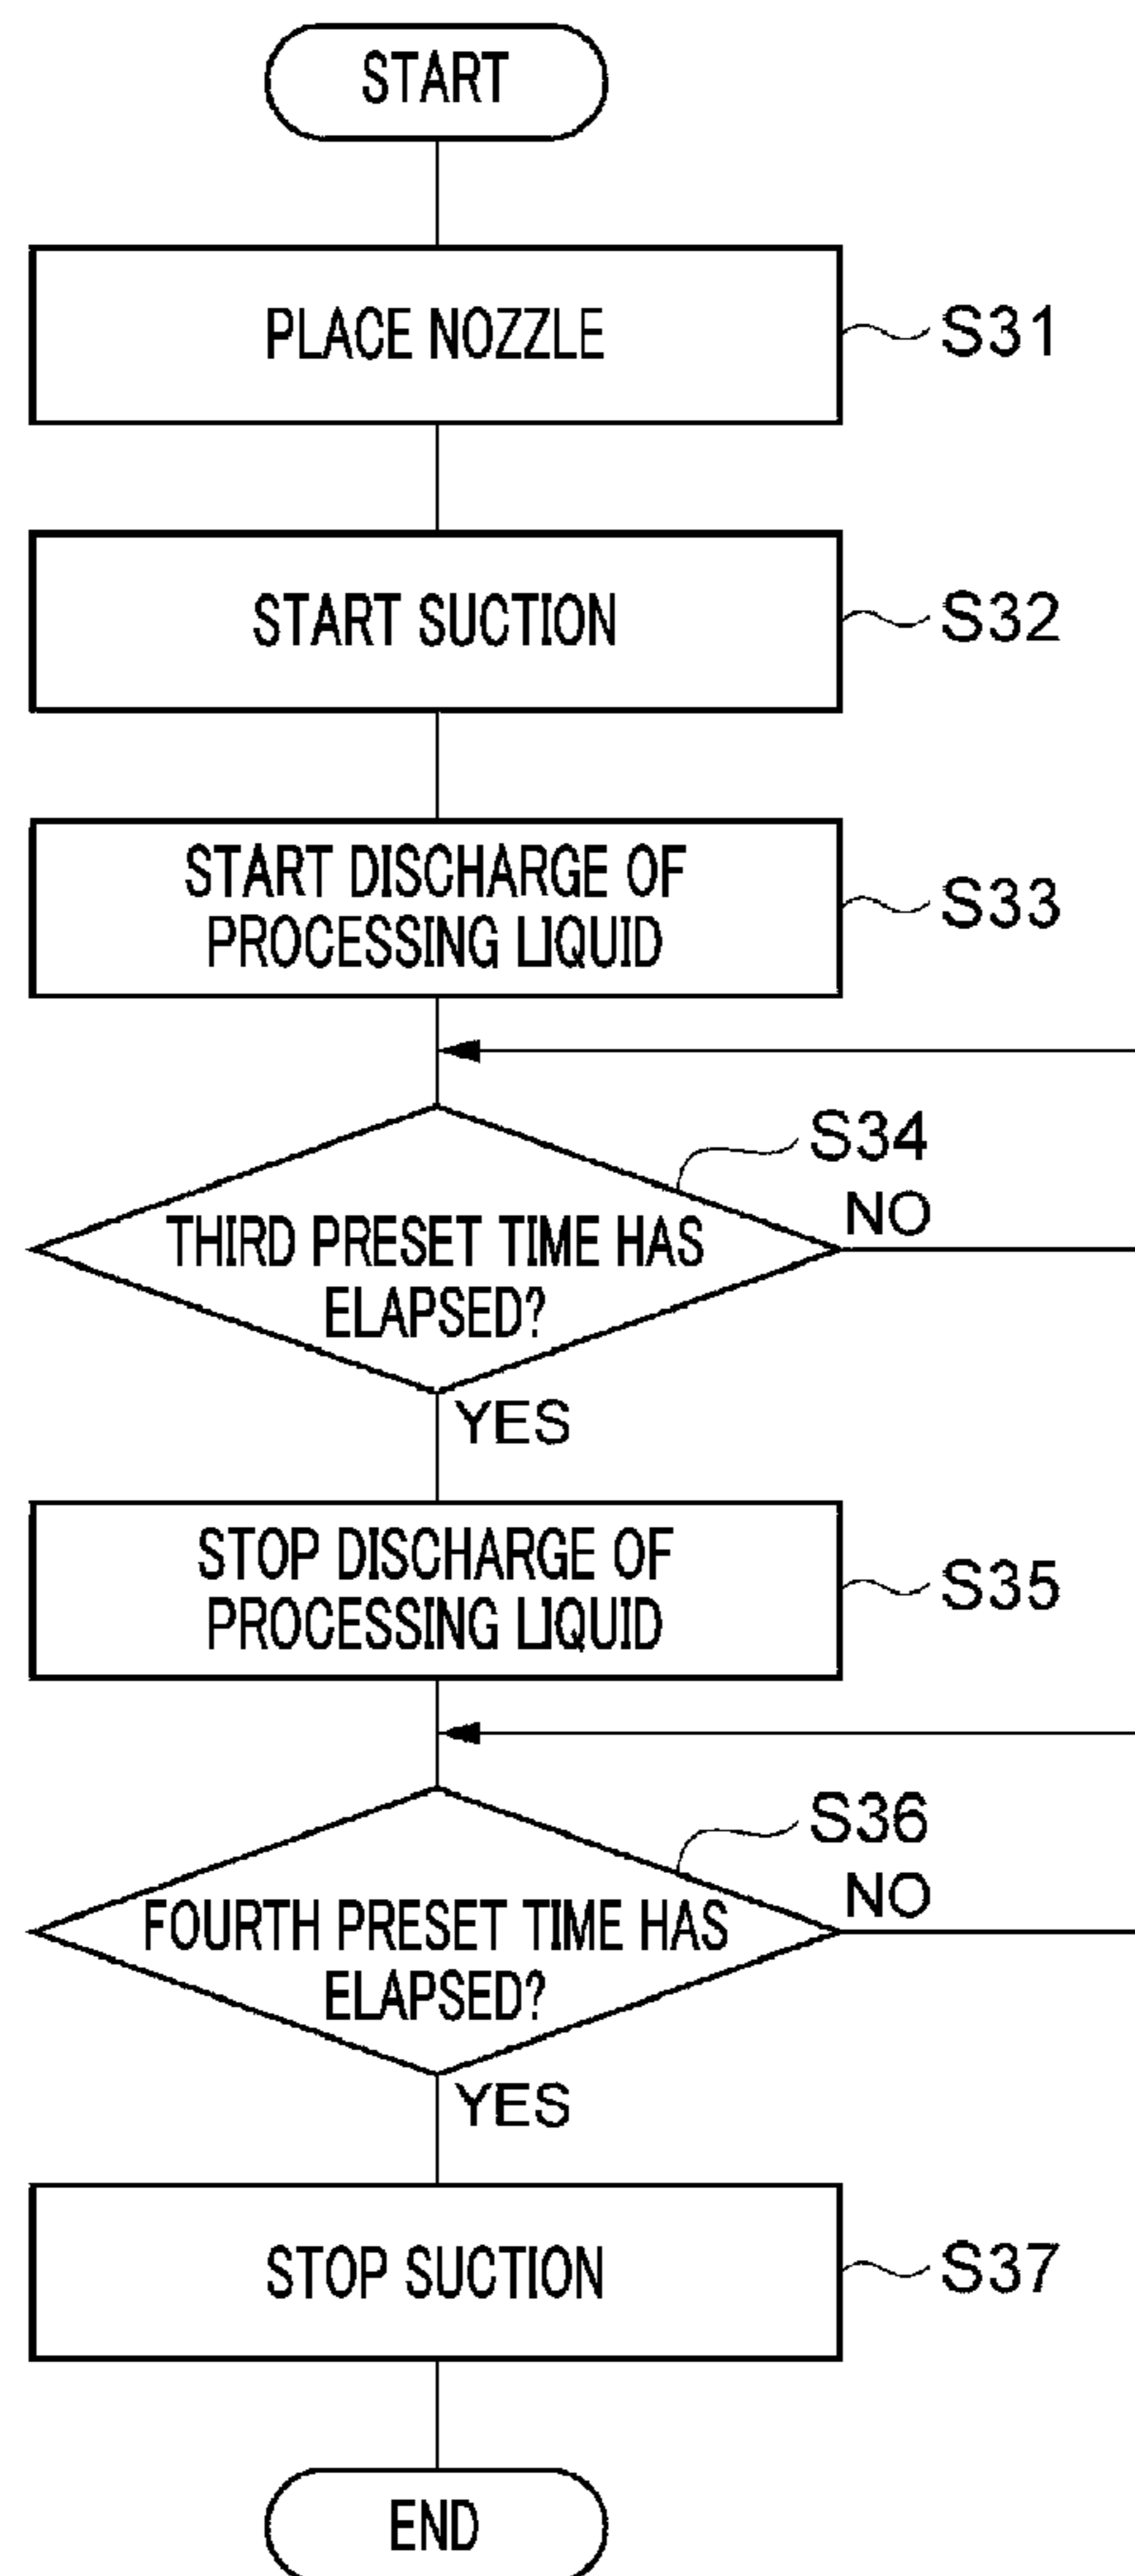 START
PLACE NOZZLE
S31
START SUCTION
S32
START DISCHARGE OF
PROCESSING LIQUID
S33
S34
NO
THIRD PRESET TIME HAS
ELAPSED?
YES
STOP DISCHARGE OF
PROCESSING LIQUID
S35
S36
NO
FOURTH PRESET TIME HAS
ELAPSED?
YES
STOP SUCTION
S37
END